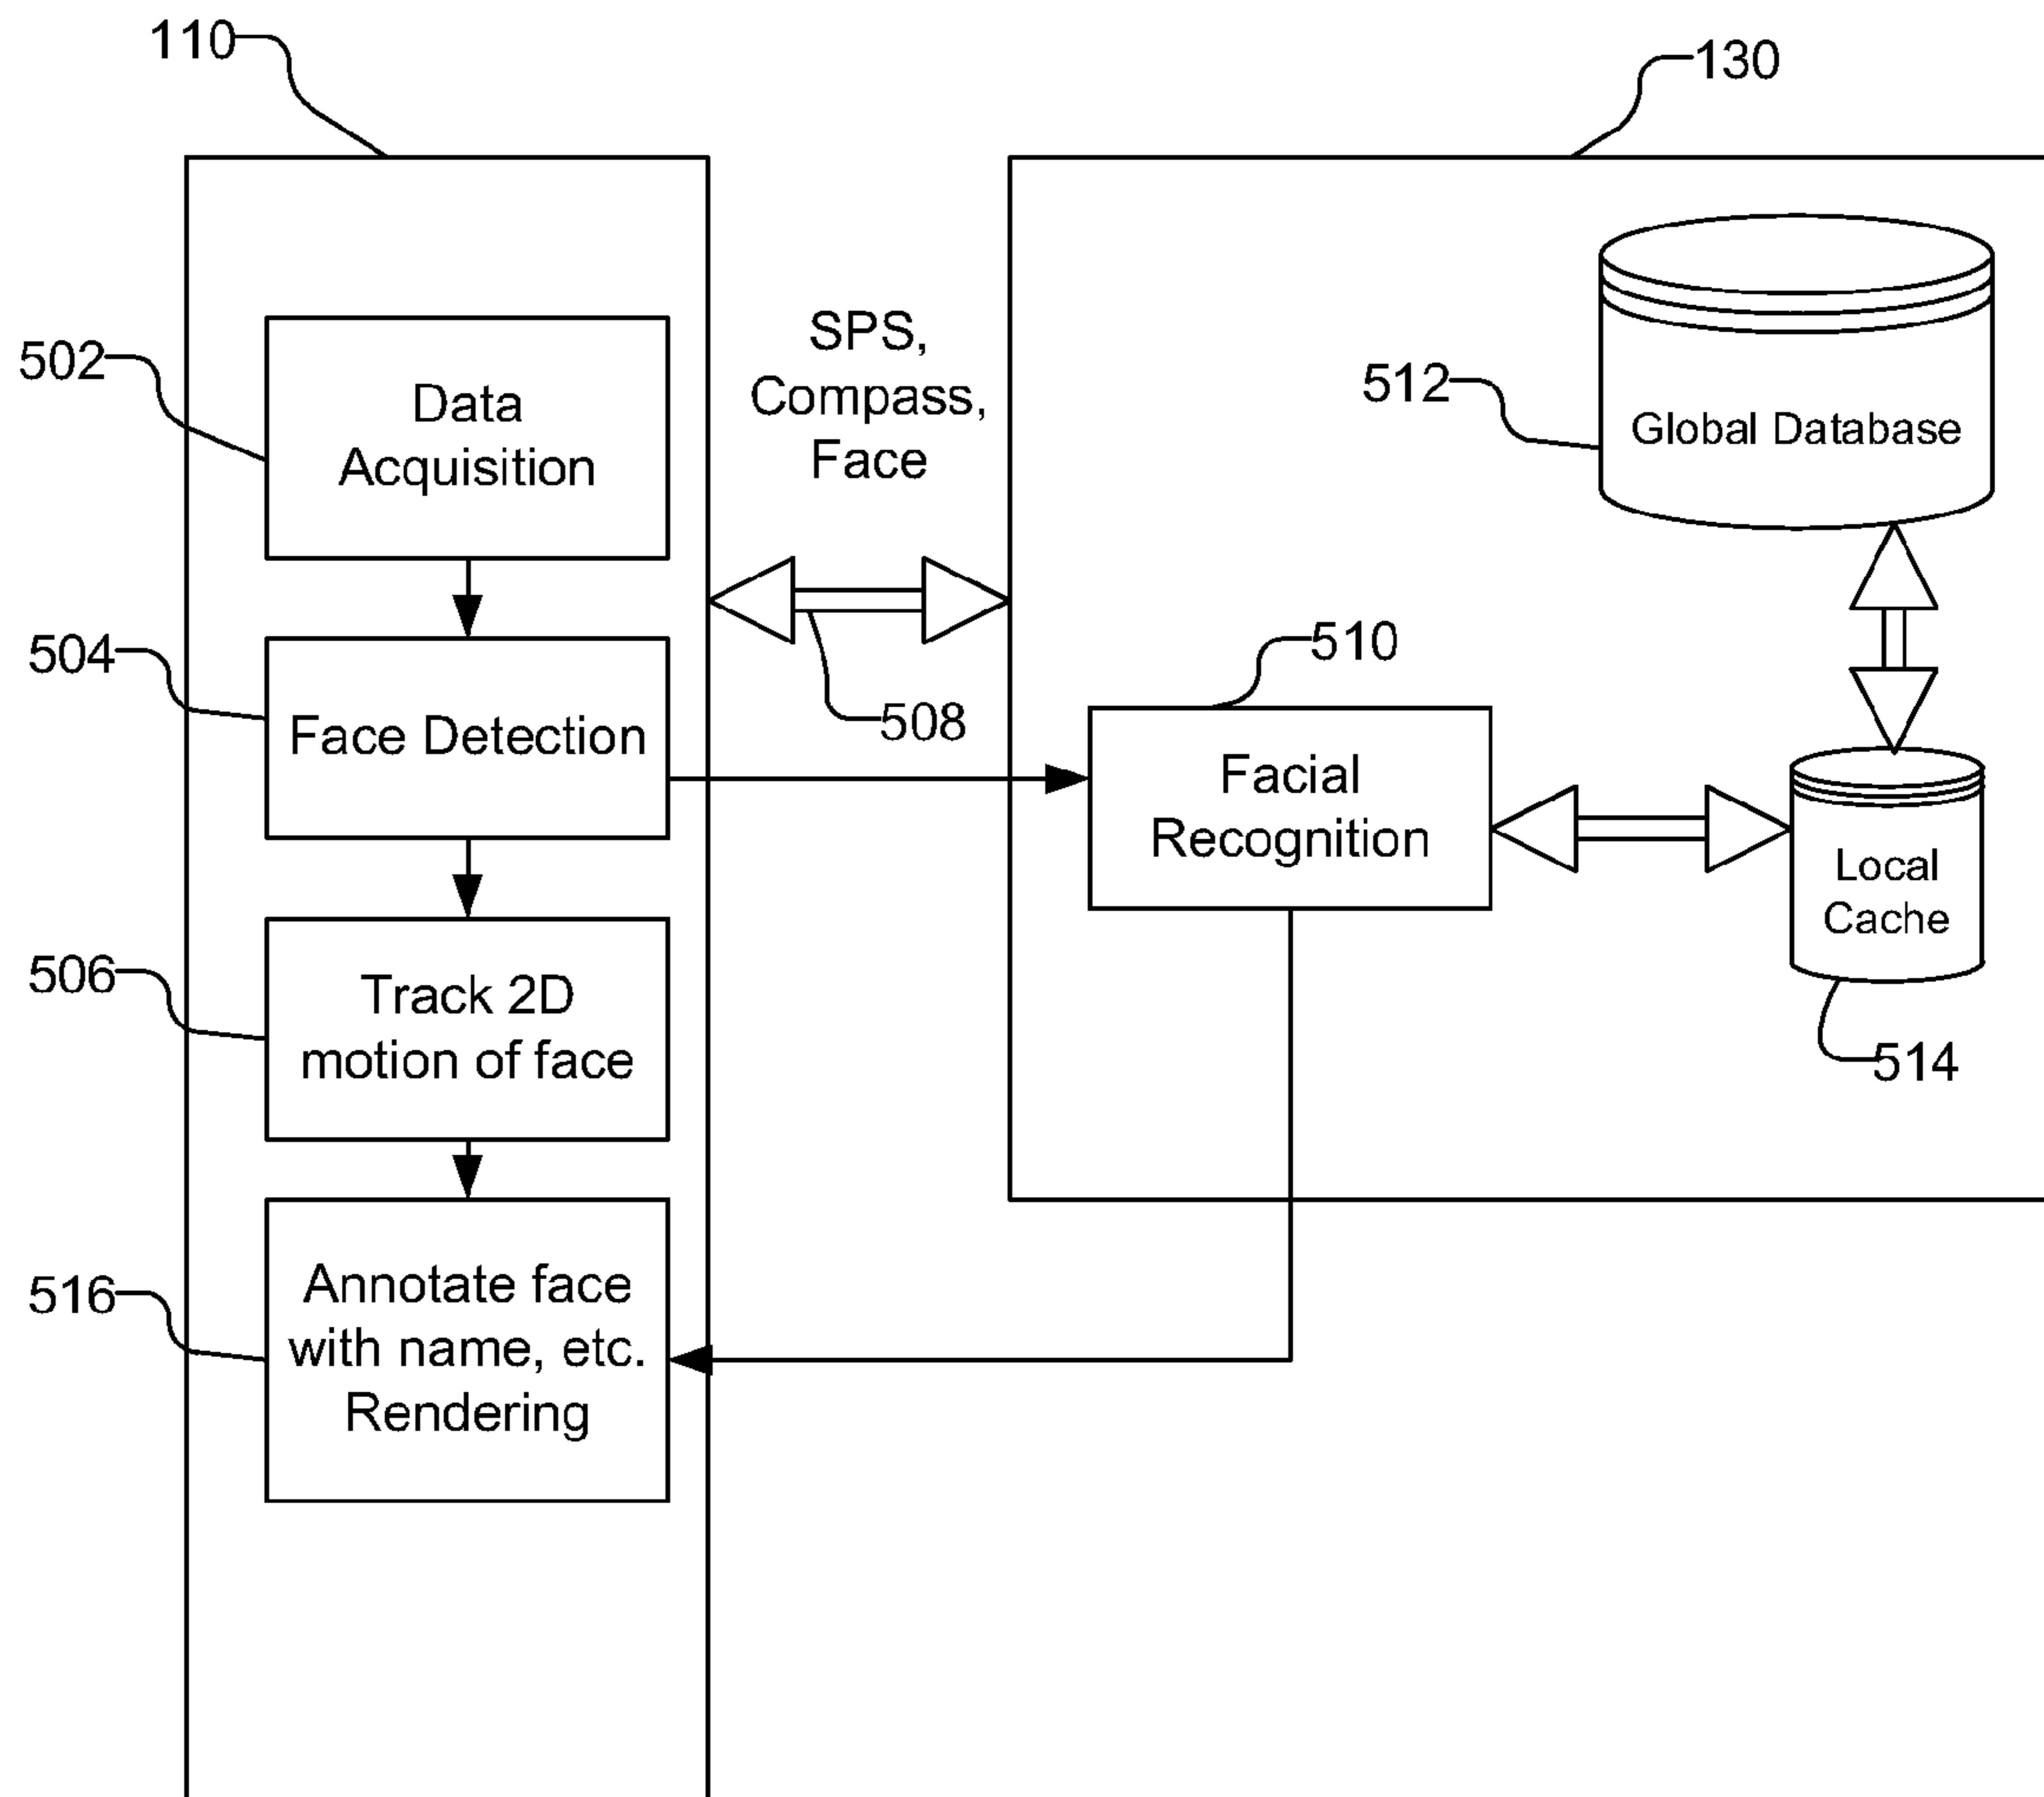 110
130
502
Data
Acquisition
SPS,
Compass,
Face
512
Global Database
504
Face Detection
508
510
Facial
Recognition
Local
Cache
514
506
Track 2D
motion of face
516
Annotate face
with name, etc.
Rendering